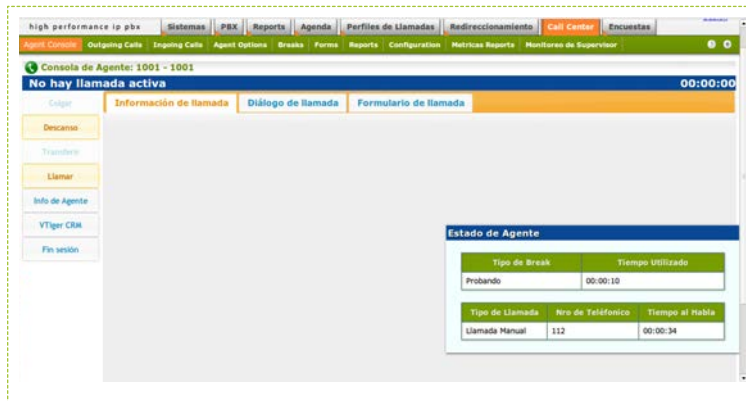 high performance ip pbx
Sistemas PBX Reports Agenda Perfiles de Llamadas Redireccionamiento Call Center Encuestas
Agent Console Outgoing Calls Ingoing Calls Agent Options Breaks Forms Reports Configuration Metricas Reporte Monitoreo de Supervisor
Consola de Agente: 1001 - 1001
No hay llamada activa 00:00:00
Colgar
Información de llamada Diálogo de llamada Formulario de llamada
Descanso
Transferir
Llamar
Info de Agente
VTiger CRM
Fin sesión
Estado de Agente
Tipo de Break Tiempo Utilizado
Probando 00:00:10
Tipo de Llamada Nro de Teléfonico Tiempo al Habla
Llamada Manual 112 00:00:34